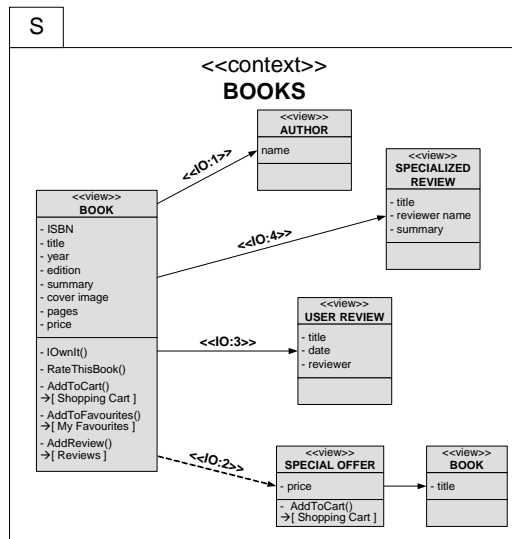 S
<<context>>
BOOKS
<<view>>
AUTHOR
name
<<IO:1>>
<<view>>
SPECIALIZED
REVIEW
- title
- reviewer name
- summary
<<IO:4>>
<<view>>
BOOK
- ISBN
- title
- year
- edition
- summary
- cover image
- pages
- price
- IOwnIt()
- RateThisBook()
- AddToCart()
→[ Shopping Cart ]
- AddToFavourites()
→[ My Favourites ]
- AddReview()
→[ Reviews ]
<<IO:3>>
<<view>>
USER REVIEW
- title
- date
- reviewer
<<IO:2>>
<<view>>
SPECIAL OFFER
- price
- AddToCart()
→[ Shopping Cart ]
<<view>>
BOOK
- title